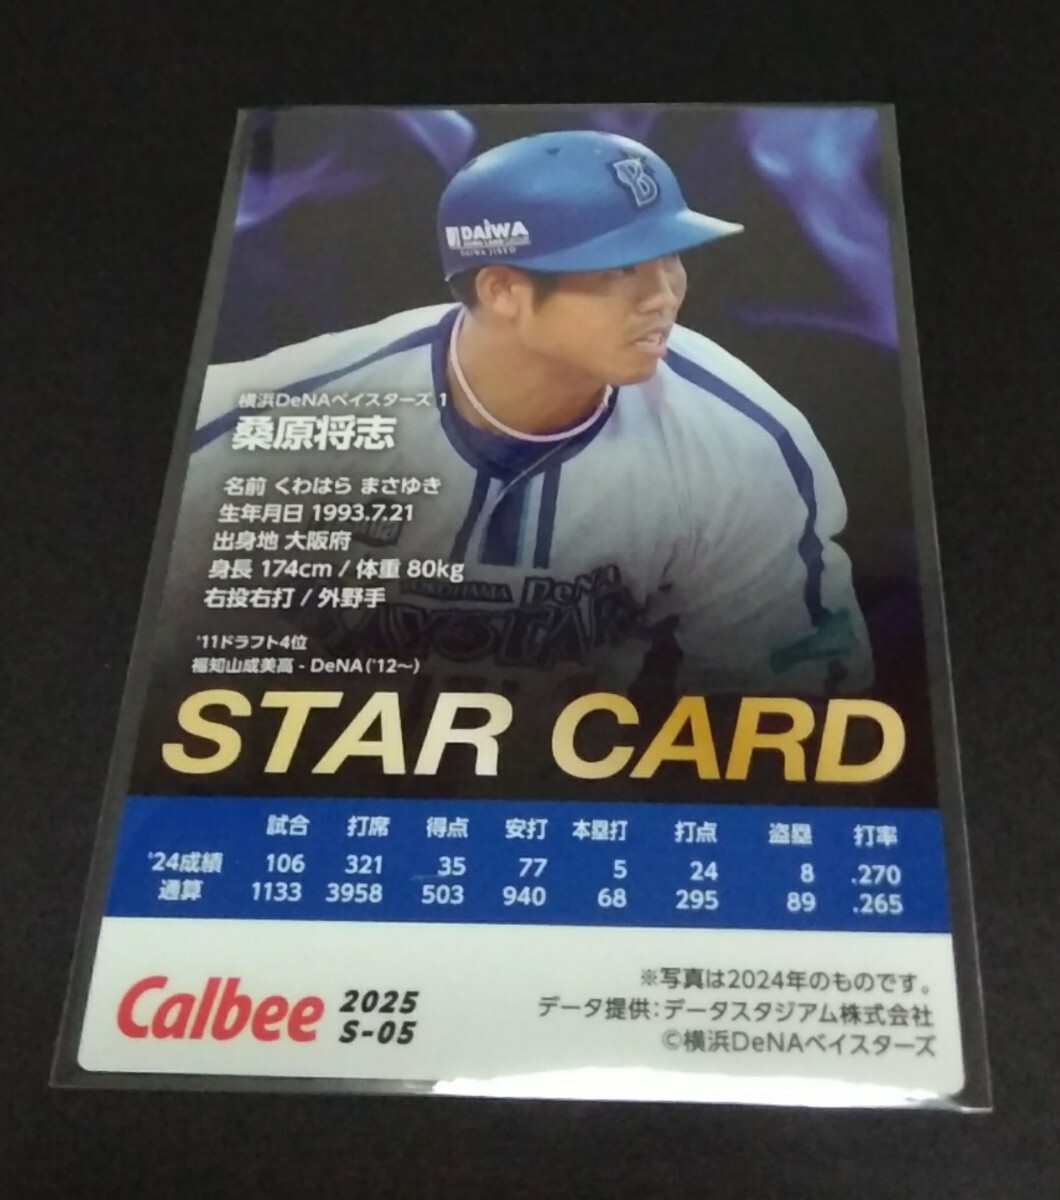 B
DAIWA
横浜DeNAベイスターズ 1
桑原将志
名前 くわはら まさゆき
生年月日 1993.7.21
出身地 大阪府
身長 174cm / 体重 80kg
右投右打 / 外野手
YOKOHAMA DeNA
BAYSTARS
'11ドラフト4位
福知山成美高 - DeNA ('12〜)
STAR CARD
試合 打席 得点 安打 本塁打 打点 盗塁 打率
'24成績 106 321 35 77 5 24 8 .270
通算 1133 3958 503 940 68 295 89 .265
Calbee 2025
S-05
※写真は2024年のものです。
データ提供:データスタジアム株式会社
©横浜DeNAベイスターズ